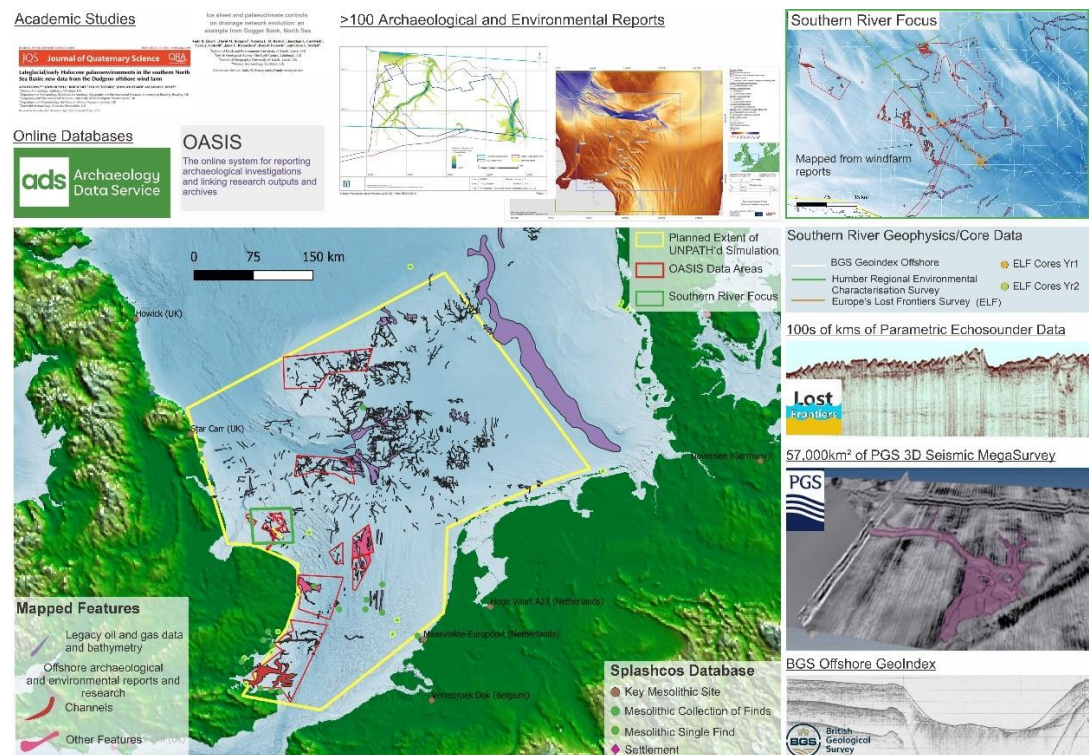 Academic Studies
JQS Journal of Quaternary Science QRA
Lateglacial/early Holocene palaeoenvironments in the southern North
Sea Basin: new data from the Dudgeon offshore wind farm
Ice sheet and palaeoclimate controls
on drainage network evolution: an
example from Dogger Bank, North Sea
Online Databases
ads Archaeology
Data Service
OASIS
The online system for reporting
archaeological investigations
and linking research outputs and
archives
>100 Archaeological and Environmental Reports
Southern River Focus
Mapped from windfarm
reports
0 75 150 km
Planned Extent of
UNPATH'd Simulation
OASIS Data Areas
Southern River Focus
Howick (UK)
Star Carr (UK)
Duvensee (Germany)
Hoge Vaart A27 (Netherlands)
Maasvlakte-Europoort (Netherlands)
Verrebroek Dok (Belgium)
Mapped Features
Legacy oil and gas data
and bathymetry
Offshore archaeological
and environmental reports and
research
Channels
Other Features
Splashcos Database
Key Mesolithic Site
Mesolithic Collection of Finds
Mesolithic Single Find
Settlement
Southern River Geophysics/Core Data
BGS Geoindex Offshore
Humber Regional Environmental
Characterisation Survey
Europe's Lost Frontiers Survey (ELF)
ELF Cores Yr1
ELF Cores Yr2
100s of kms of Parametric Echosounder Data
Lost
Frontiers
57,000km² of PGS 3D Seismic MegaSurvey
PGS
BGS Offshore GeoIndex
BGS
British
Geological
Survey